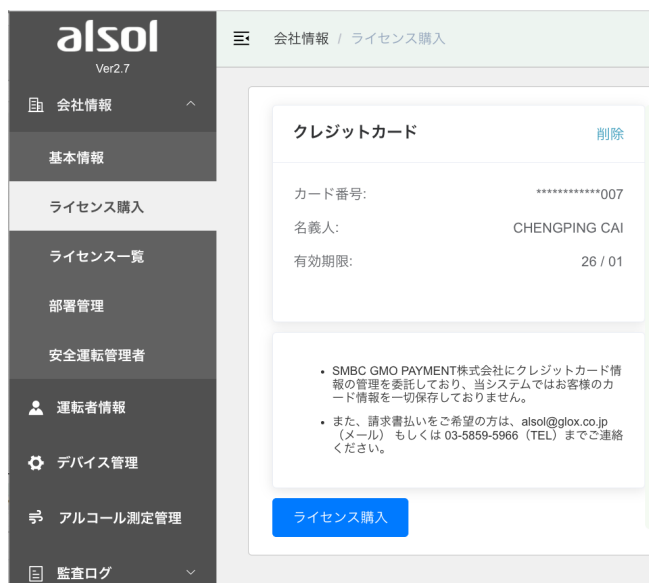 alsol
Ver2.7
会社情報
基本情報
ライセンス購入
ライセンス一覧
部署管理
安全運転管理者
運転者情報
デバイス管理
アルコール測定管理
監査ログ
会社情報 / ライセンス購入
クレジットカード 削除
カード番号: ************007
名義人: CHENGPING CAI
有効期限: 26 / 01
• SMBC GMO PAYMENT株式会社にクレジットカード情
報の管理を委託しており、当システムではお客様のカ
ード情報を一切保存しておりません。
• また、請求書払いをご希望の方は、alsol@glox.co.jp
（メール） もしくは 03-5859-5966（TEL）までご連絡
ください。
ライセンス購入